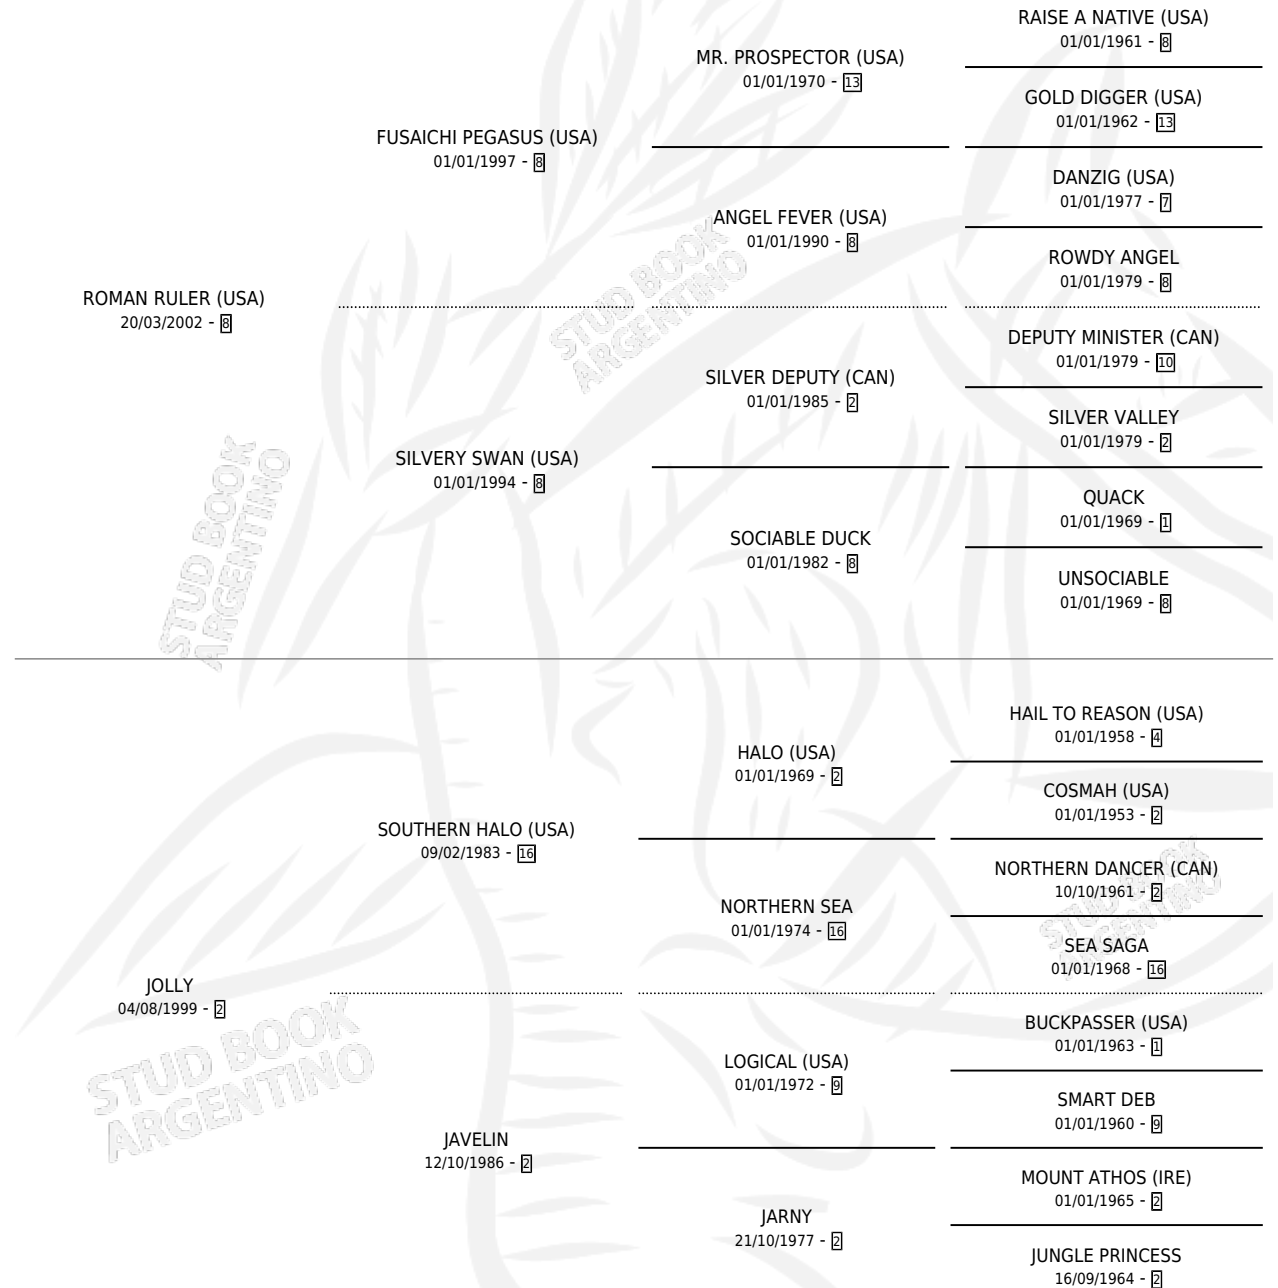 RAISE A NATIVE (USA)
01/01/1961 - 8
MR. PROSPECTOR (USA)
01/01/1970 - 13
GOLD DIGGER (USA)
01/01/1962 - 13
FUSAICHI PEGASUS (USA)
01/01/1997 - 8
DANZIG (USA)
01/01/1977 - 7
ANGEL FEVER (USA)
01/01/1990 - 8
ROWDY ANGEL
01/01/1979 - 8
STUD BOOK
ARGENTINO
ROMAN RULER (USA)
20/03/2002 - 8
DEPUTY MINISTER (CAN)
01/01/1979 - 10
SILVER DEPUTY (CAN)
01/01/1985 - 2
SILVER VALLEY
01/01/1979 - 2
SILVERY SWAN (USA)
01/01/1994 - 8
QUACK
01/01/1969 - 1
SOCIABLE DUCK
01/01/1982 - 8
UNSOCIABLE
01/01/1969 - 8
STUD BOOK
ARGENTINO
HAIL TO REASON (USA)
01/01/1958 - 4
HALO (USA)
01/01/1969 - 2
COSMAH (USA)
01/01/1953 - 2
SOUTHERN HALO (USA)
09/02/1983 - 16
NORTHERN DANCER (CAN)
10/10/1961 - 2
NORTHERN SEA
01/01/1974 - 16
SEA SAGA
01/01/1968 - 16
STUD BOOK
ARGENTINO
JOLLY
04/08/1999 - 2
STUD BOOK
ARGENTINO
BUCKPASSER (USA)
01/01/1963 - 1
LOGICAL (USA)
01/01/1972 - 9
SMART DEB
01/01/1960 - 9
JAVELIN
12/10/1986 - 2
MOUNT ATHOS (IRE)
01/01/1965 - 2
JARNY
21/10/1977 - 2
JUNGLE PRINCESS
16/09/1964 - 2